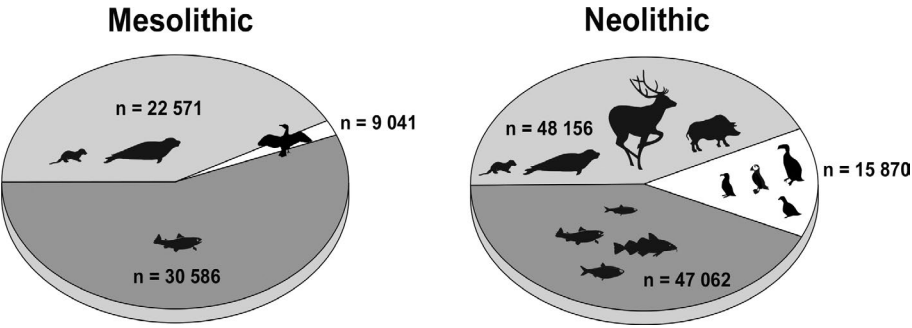 Mesolithic
n = 22 571
n = 9 041
n = 30 586
Neolithic
n = 48 156
n = 15 870
n = 47 062